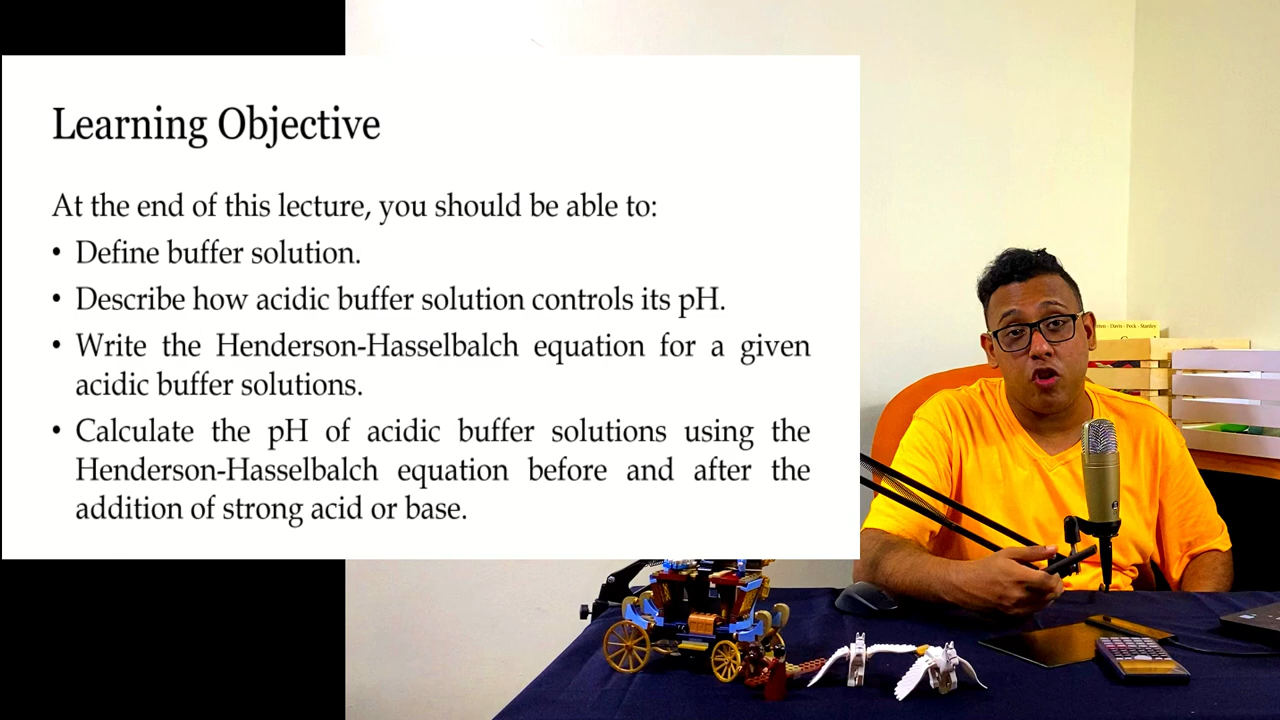 Learning Objective
At the end of this lecture, you should be able to:
• Define buffer solution.
• Describe how acidic buffer solution controls its pH.
• Write the Henderson-Hasselbalch equation for a given
acidic buffer solutions.
• Calculate the pH of acidic buffer solutions using the
Henderson-Hasselbalch equation before and after the
addition of strong acid or base.